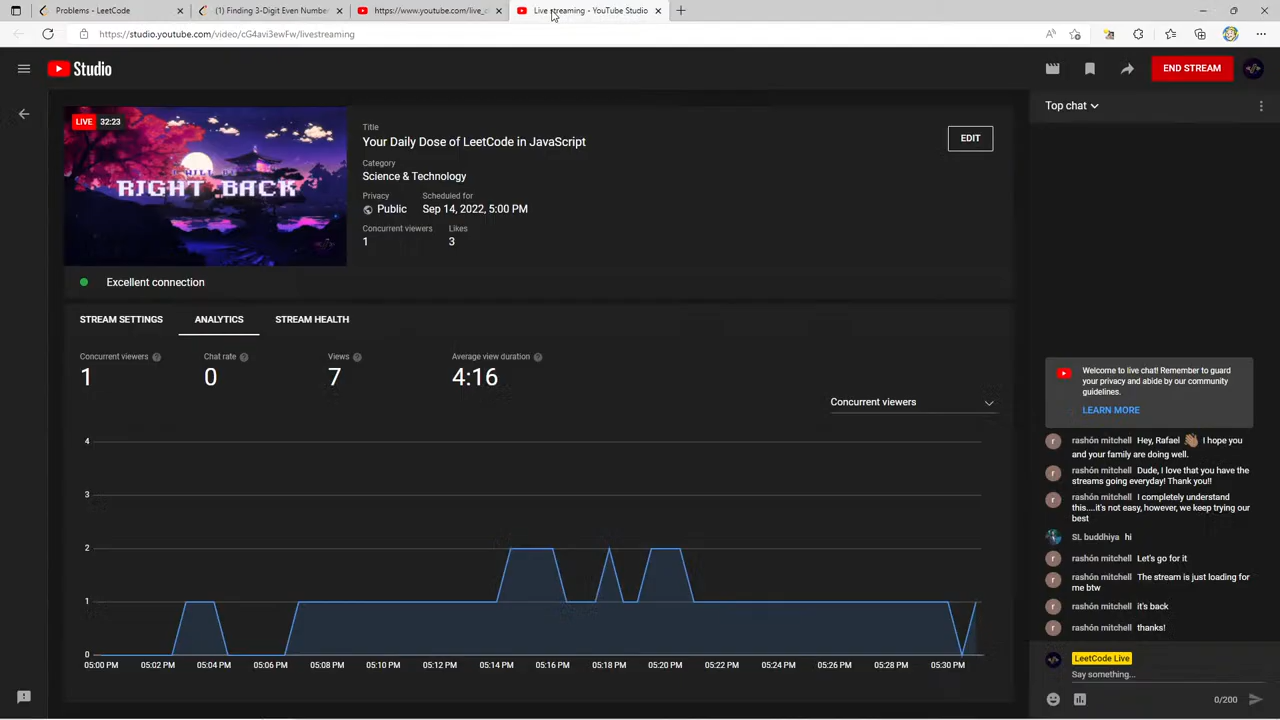 Problems - LeetCode
(1) Finding 3-Digit Even Number
https://www.youtube.com/live_c
Live streaming - YouTube Studio
https://studio.youtube.com/video/cG4avi3ewFw/livestreaming
Studio
END STREAM
LIVE 32:23
I WILL BE
RIGHT BACK
Title
Your Daily Dose of LeetCode in JavaScript
EDIT
Category
Science & Technology
Privacy Scheduled for
Public Sep 14, 2022, 5:00 PM
Concurrent viewers Likes
1 3
Excellent connection
STREAM SETTINGS ANALYTICS STREAM HEALTH
Concurrent viewers Chat rate Views Average view duration
1 0 7 4:16
Concurrent viewers
4
3
2
1
0
05:00 PM 05:02 PM 05:04 PM 05:06 PM 05:08 PM 05:10 PM 05:12 PM 05:14 PM 05:16 PM 05:18 PM 05:20 PM 05:22 PM 05:24 PM 05:26 PM 05:28 PM 05:30 PM
Top chat
Welcome to live chat! Remember to guard
your privacy and abide by our community
guidelines.
LEARN MORE
rashón mitchell Hey, Rafael 👋🏽 I hope you
and your family are doing well.
rashón mitchell Dude, I love that you have the
streams going everyday! Thank you!!
rashón mitchell I completely understand
this....it's not easy, however, we keep trying our
best
SL buddhiya hi
rashón mitchell Let's go for it
rashón mitchell The stream is just loading for
me btw
rashón mitchell it's back
rashón mitchell thanks!
LeetCode Live
Say something...
0/200